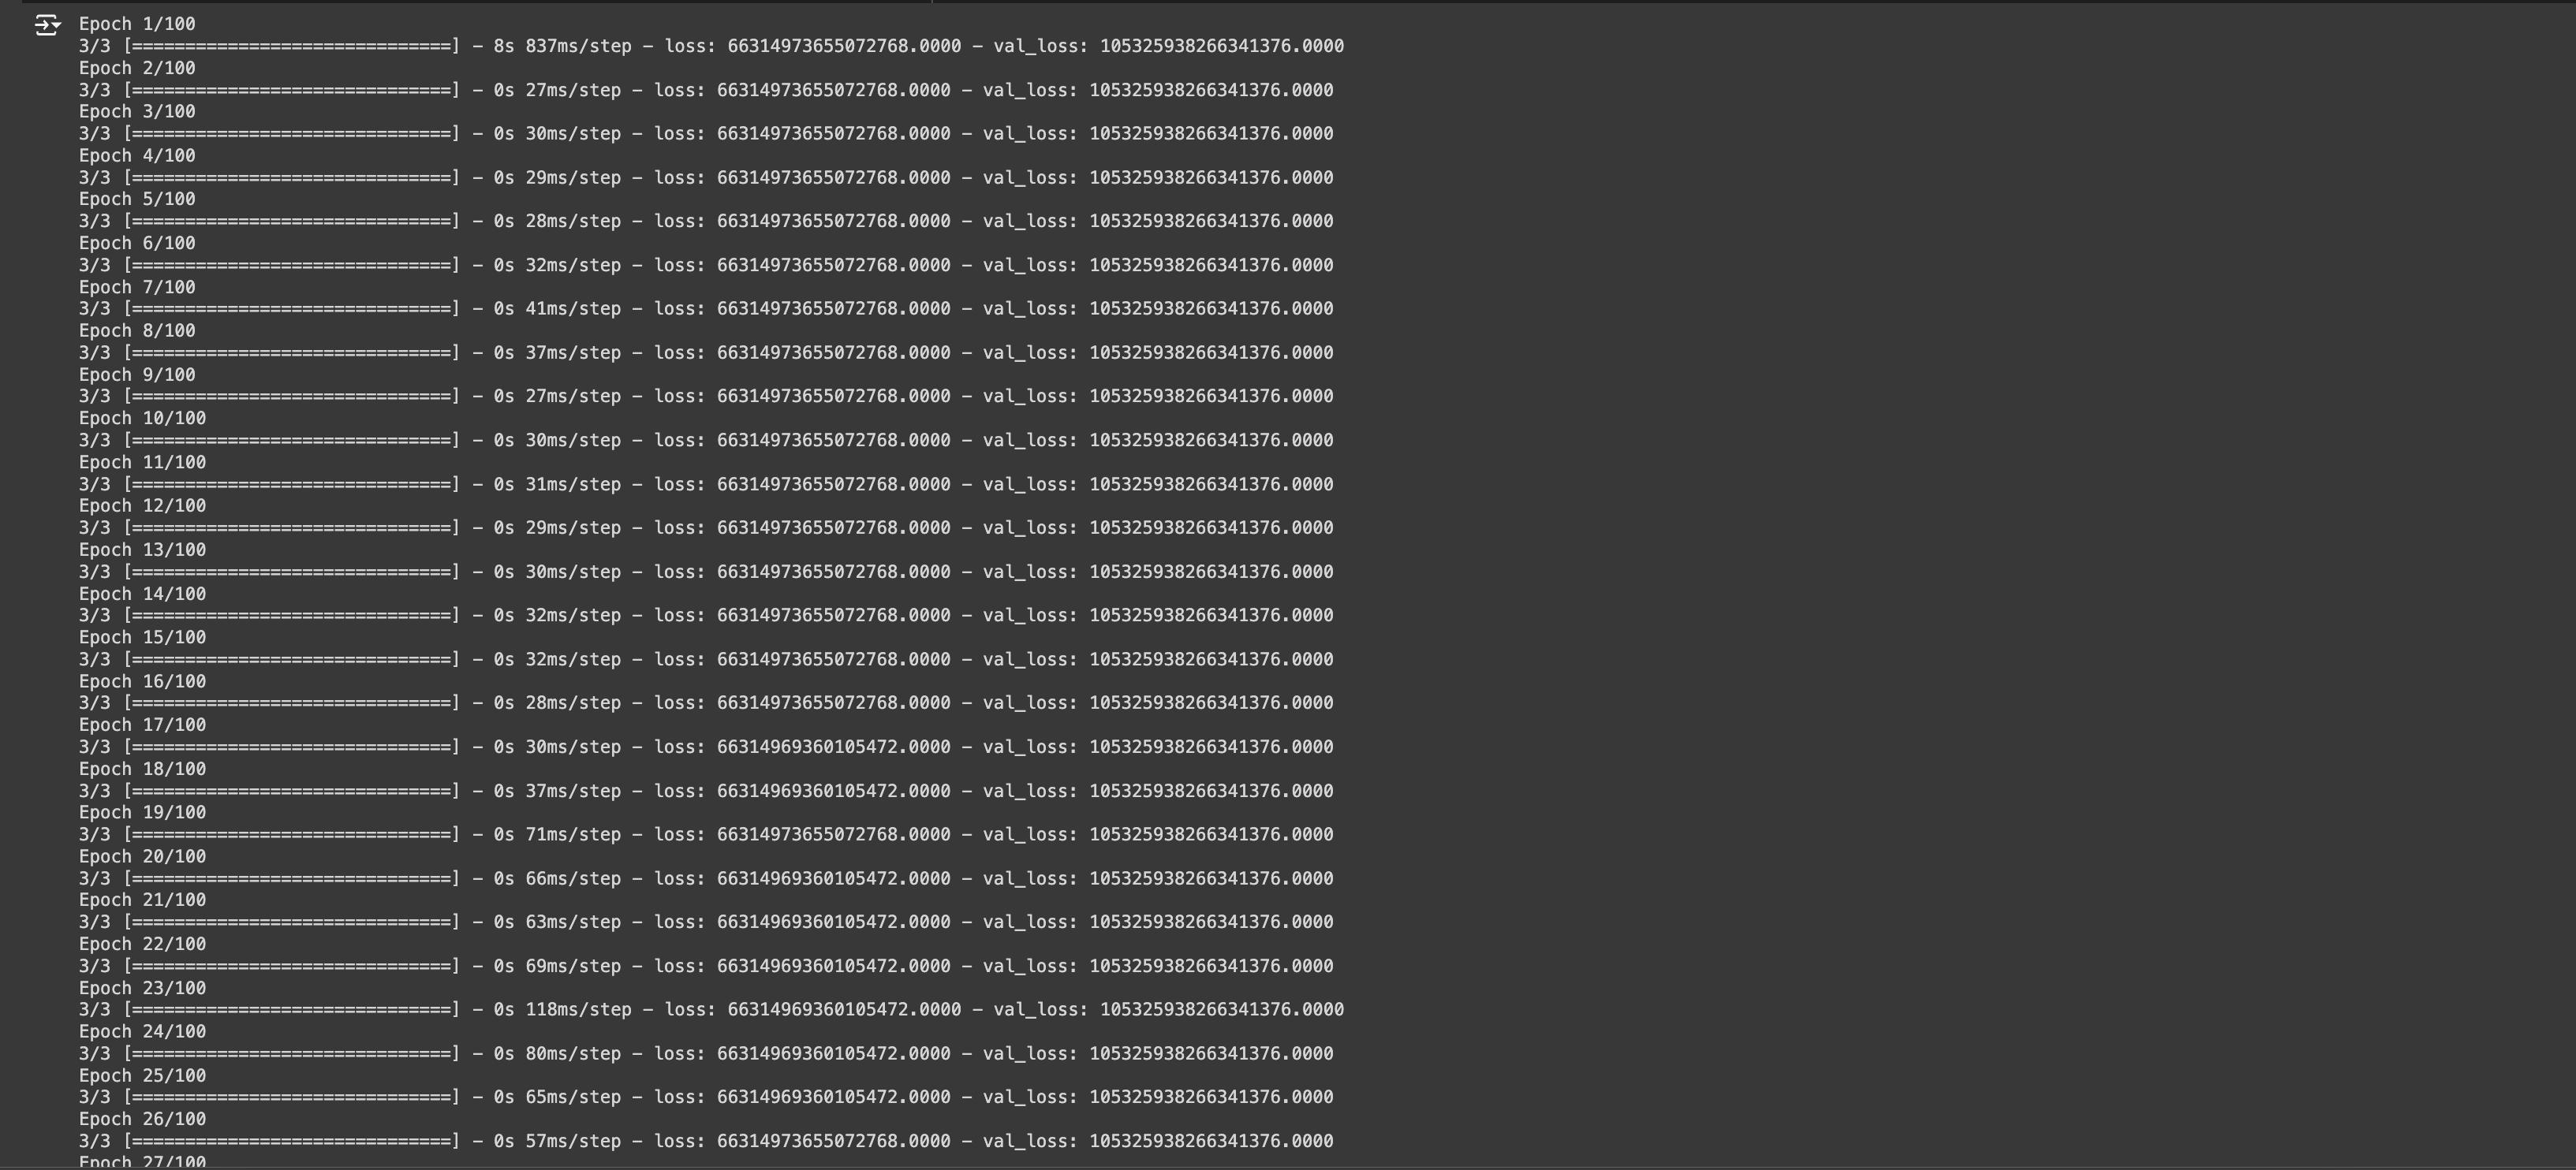 Epoch 1/100
3/3 [==============================] - 8s 837ms/step - loss: 66314973655072768.0000 - val_loss: 105325938266341376.0000
Epoch 2/100
3/3 [==============================] - 0s 27ms/step - loss: 66314973655072768.0000 - val_loss: 105325938266341376.0000
Epoch 3/100
3/3 [==============================] - 0s 30ms/step - loss: 66314973655072768.0000 - val_loss: 105325938266341376.0000
Epoch 4/100
3/3 [==============================] - 0s 29ms/step - loss: 66314973655072768.0000 - val_loss: 105325938266341376.0000
Epoch 5/100
3/3 [==============================] - 0s 28ms/step - loss: 66314973655072768.0000 - val_loss: 105325938266341376.0000
Epoch 6/100
3/3 [==============================] - 0s 32ms/step - loss: 66314973655072768.0000 - val_loss: 105325938266341376.0000
Epoch 7/100
3/3 [==============================] - 0s 41ms/step - loss: 66314973655072768.0000 - val_loss: 105325938266341376.0000
Epoch 8/100
3/3 [==============================] - 0s 37ms/step - loss: 66314973655072768.0000 - val_loss: 105325938266341376.0000
Epoch 9/100
3/3 [==============================] - 0s 27ms/step - loss: 66314973655072768.0000 - val_loss: 105325938266341376.0000
Epoch 10/100
3/3 [==============================] - 0s 30ms/step - loss: 66314973655072768.0000 - val_loss: 105325938266341376.0000
Epoch 11/100
3/3 [==============================] - 0s 31ms/step - loss: 66314973655072768.0000 - val_loss: 105325938266341376.0000
Epoch 12/100
3/3 [==============================] - 0s 29ms/step - loss: 66314973655072768.0000 - val_loss: 105325938266341376.0000
Epoch 13/100
3/3 [==============================] - 0s 30ms/step - loss: 66314973655072768.0000 - val_loss: 105325938266341376.0000
Epoch 14/100
3/3 [==============================] - 0s 32ms/step - loss: 66314973655072768.0000 - val_loss: 105325938266341376.0000
Epoch 15/100
3/3 [==============================] - 0s 32ms/step - loss: 66314973655072768.0000 - val_loss: 105325938266341376.0000
Epoch 16/100
3/3 [==============================] - 0s 28ms/step - loss: 66314973655072768.0000 - val_loss: 105325938266341376.0000
Epoch 17/100
3/3 [==============================] - 0s 30ms/step - loss: 66314969360105472.0000 - val_loss: 105325938266341376.0000
Epoch 18/100
3/3 [==============================] - 0s 37ms/step - loss: 66314969360105472.0000 - val_loss: 105325938266341376.0000
Epoch 19/100
3/3 [==============================] - 0s 71ms/step - loss: 66314973655072768.0000 - val_loss: 105325938266341376.0000
Epoch 20/100
3/3 [==============================] - 0s 66ms/step - loss: 66314969360105472.0000 - val_loss: 105325938266341376.0000
Epoch 21/100
3/3 [==============================] - 0s 63ms/step - loss: 66314969360105472.0000 - val_loss: 105325938266341376.0000
Epoch 22/100
3/3 [==============================] - 0s 69ms/step - loss: 66314969360105472.0000 - val_loss: 105325938266341376.0000
Epoch 23/100
3/3 [==============================] - 0s 118ms/step - loss: 66314969360105472.0000 - val_loss: 105325938266341376.0000
Epoch 24/100
3/3 [==============================] - 0s 80ms/step - loss: 66314969360105472.0000 - val_loss: 105325938266341376.0000
Epoch 25/100
3/3 [==============================] - 0s 65ms/step - loss: 66314969360105472.0000 - val_loss: 105325938266341376.0000
Epoch 26/100
3/3 [==============================] - 0s 57ms/step - loss: 66314973655072768.0000 - val_loss: 105325938266341376.0000
Epoch 27/100